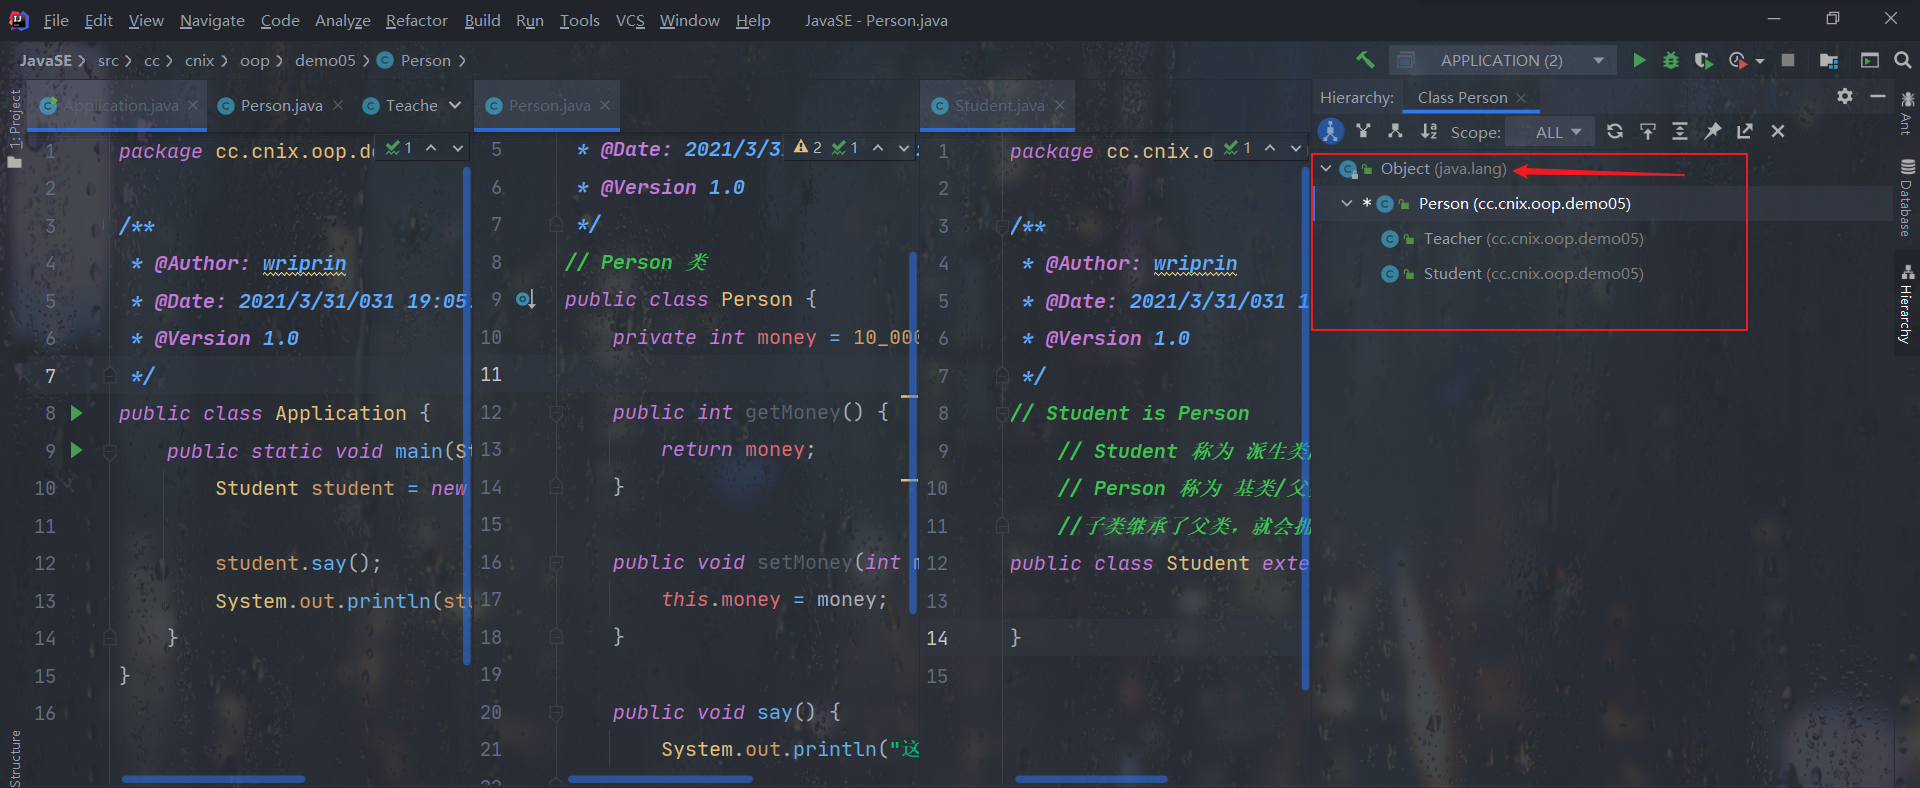 File Edit View Navigate Code Analyze Refactor Build Run Tools VCS Window Help JavaSE - Person.java
JavaSE src cc cnix oop demo05 Person
APPLICATION (2)
1: Project
Structure
Application.java Person.java Teache
1 package cc.cnix.oop.d
1
2
3 /**
4 * @Author: wriprin
5 * @Date: 2021/3/31/031 19:05
6 * @Version 1.0
7 */
8 public class Application {
9 public static void main(St
10 Student student = new
11
12 student.say();
13 System.out.println(stu
14 }
15 }
16
Person.java
5 * @Date: 2021/3/3
2 1
6 * @Version 1.0
7 */
8 // Person 类
9 public class Person {
10 private int money = 10_000
11
12 public int getMoney() {
13 return money;
14 }
15
16 public void setMoney(int m
17 this.money = money;
18 }
19
20 public void say() {
21 System.out.println("这
22
Student.java
1 package cc.cnix.o
1
2
3 /**
4 * @Author: wriprin
5 * @Date: 2021/3/31/031 1
6 * @Version 1.0
7 */
8 // Student is Person
9 // Student 称为 派生类
10 // Person 称为 基类/父
11 //子类继承了父类，就会拥
12 public class Student exte
13
14 }
15
Hierarchy: Class Person
Scope: ALL
Object (java.lang)
* Person (cc.cnix.oop.demo05)
Teacher (cc.cnix.oop.demo05)
Student (cc.cnix.oop.demo05)
Ant
Database
Hierarchy